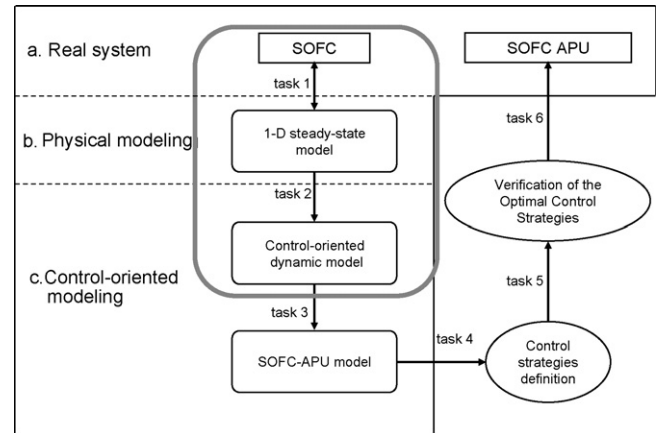 a. Real system
SOFC
SOFC APU
task 1
task 6
b. Physical modeling
1-D steady-state
model
task 2
Verification of the
Optimal Control
Strategies
Control-oriented
dynamic model
c.Control-oriented
modeling
task 3
task 5
SOFC-APU model
task 4
Control
strategies
definition